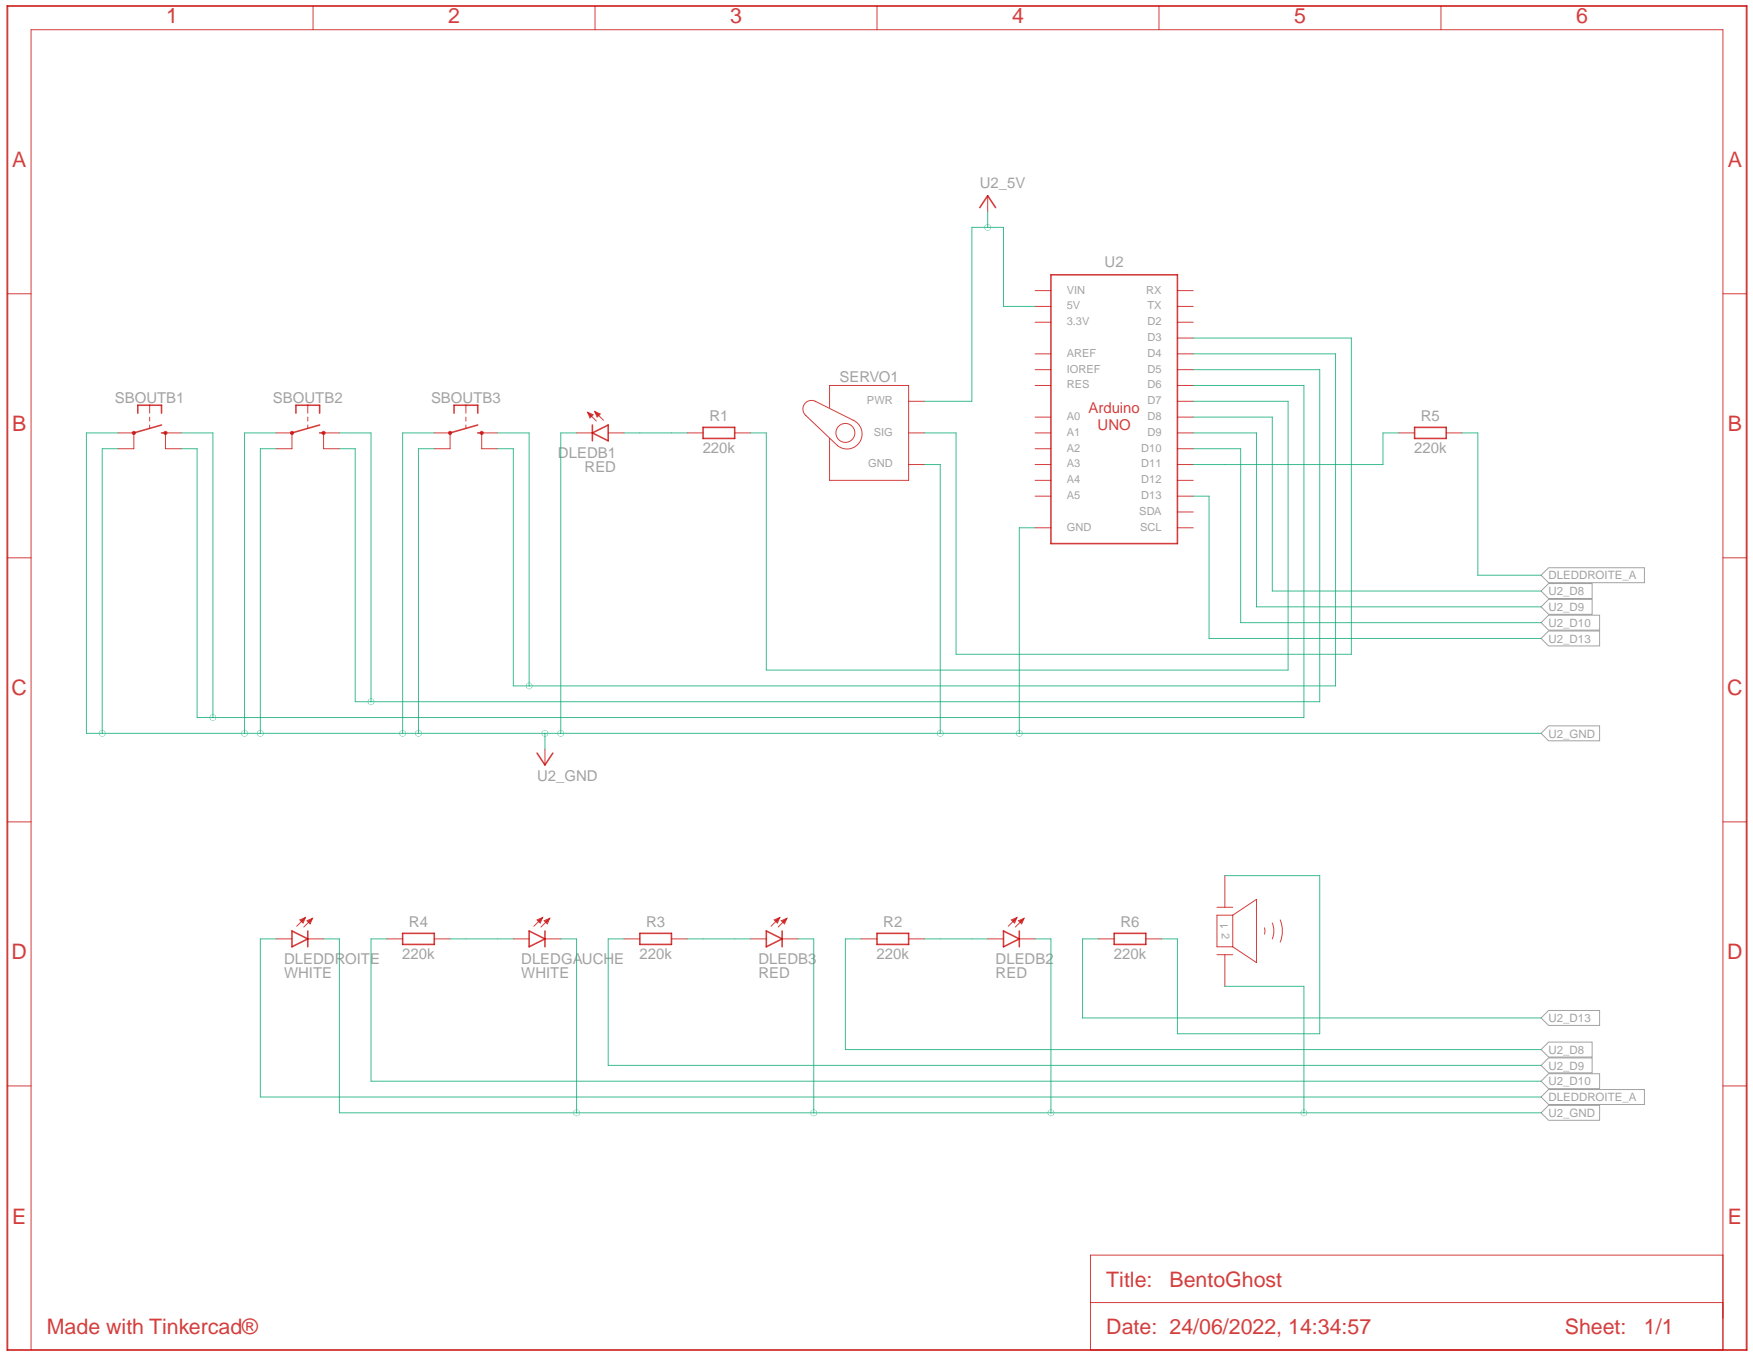 1 2 3 4 5 6
A A
U2_5V
U2
VIN RX
5V TX
3.3V D2
D3
AREF D4
IOREF D5
RES D6
D7
A0 D8
A1 D9
A2 D10
A3 D11
A4 D12
A5 D13
SDA
GND SCL
Arduino
UNO
B B
SBOUTB1
SBOUTB2
SBOUTB3
DLEDB1
RED
R1
220k
SERVO1
PWR
SIG
GND
R5
220k
DLEDDROITE_A
U2_D8
U2_D9
U2_D10
U2_D13
C C
U2_GND
U2_GND
D D
DLEDDROITE
WHITE
R4
220k
DLEDGAUCHE
WHITE
R3
220k
DLEDB3
RED
R2
220k
DLEDB2
RED
R6
220k
1 2
U2_D13
U2_D8
U2_D9
U2_D10
DLEDDROITE_A
U2_GND
E E
Title: BentoGhost
Made with Tinkercad®
Date: 24/06/2022, 14:34:57 Sheet: 1/1